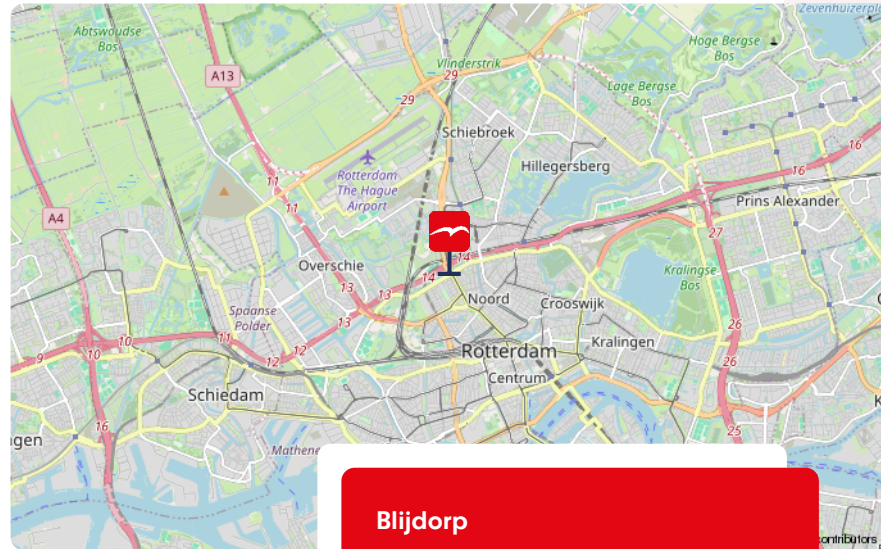 Abtswoudse
Bos
Zevenhuizerpla
Hoge Bergse
Bos
Vlinderstrik
29
A13
29
Lage Bergse
Bos
Schiebroek
Hillegersberg
16
16
Rotterdam
The Hague
Airport
11
11
Prins Alexander
A4
27
14
Overschie
14
Kralingse
Bos
13
13
13
Noord
Crooswijk
Spaanse
Polder
11
10
10
9
12
12
26
Kralingen
Rotterdam
Centrum
26
Schiedam
K
16
25
ngen
Mathene
Blijdorp
contributors